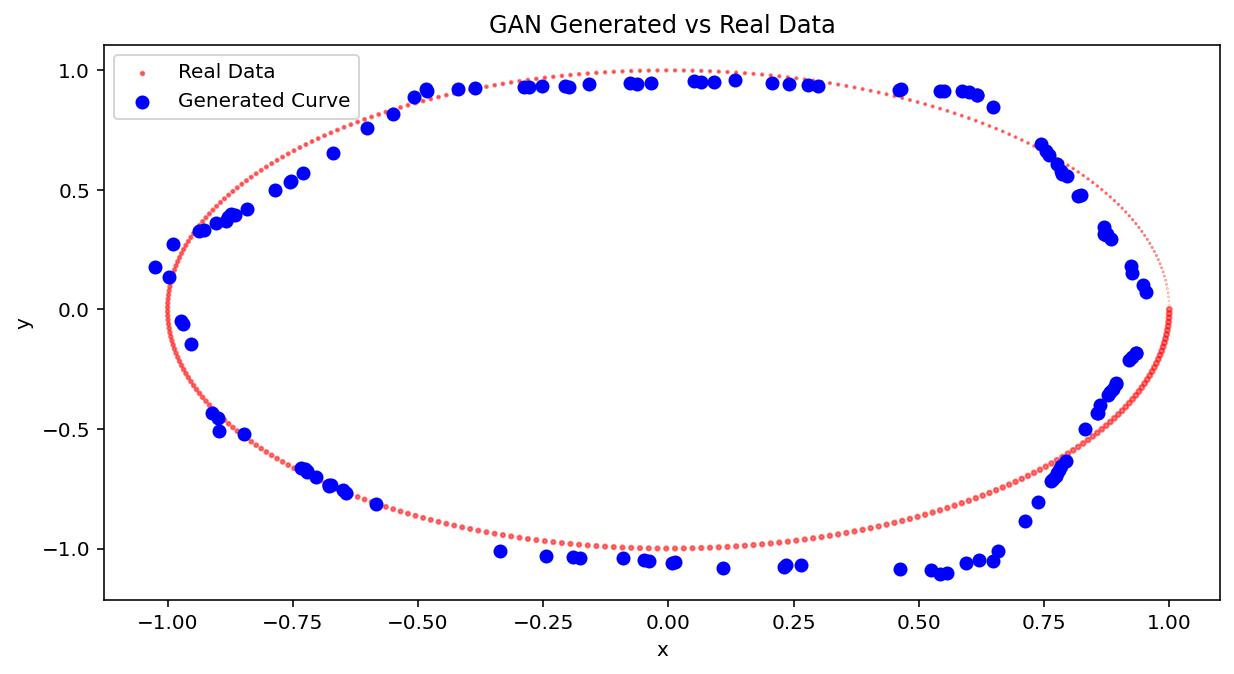 GAN Generated vs Real Data
Real Data
Generated Curve
1.0
0.5
0.0
−0.5
−1.0
y
−1.00 −0.75 −0.50 −0.25 0.00 0.25 0.50 0.75 1.00
x